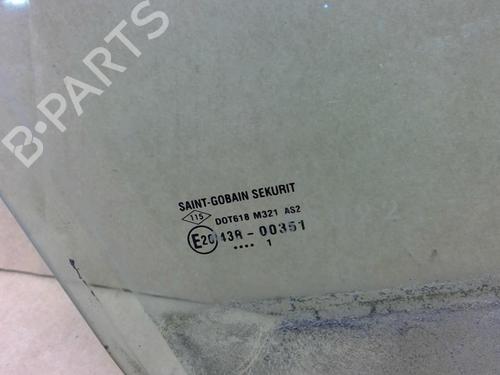 B-PARTS
SAINT-GOBAIN SEKURIT
115 DOT618 M321 AS2
E20 43R - 00351
.... 1